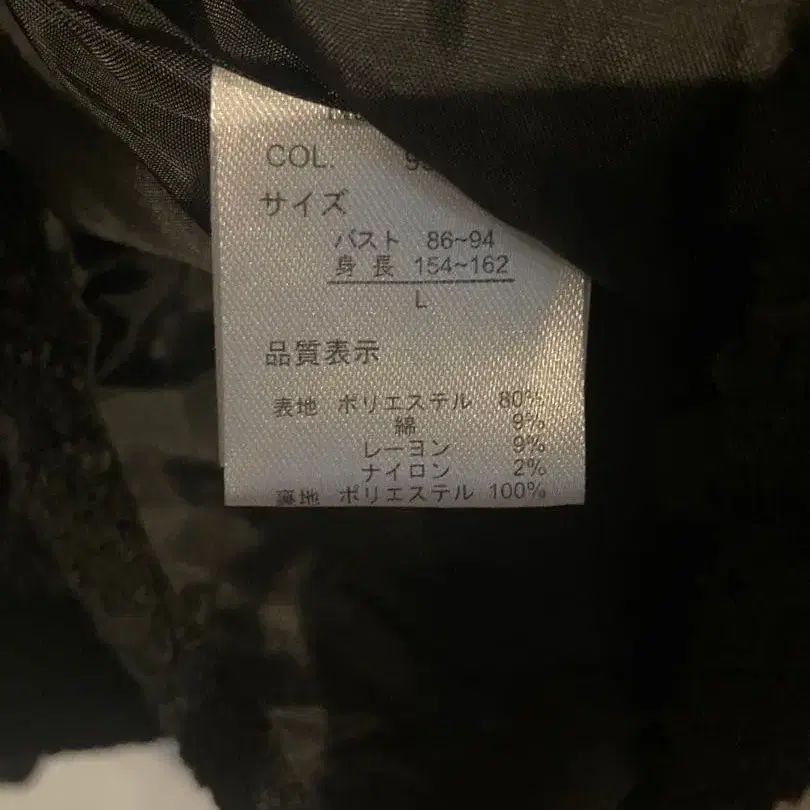 COL.
サイズ
バスト 86~94
身長 154~162
L
品質表示
表地 ポリエステル 80%
綿 9%
レーヨン 9%
ナイロン 2%
裏地 ポリエステル 100%